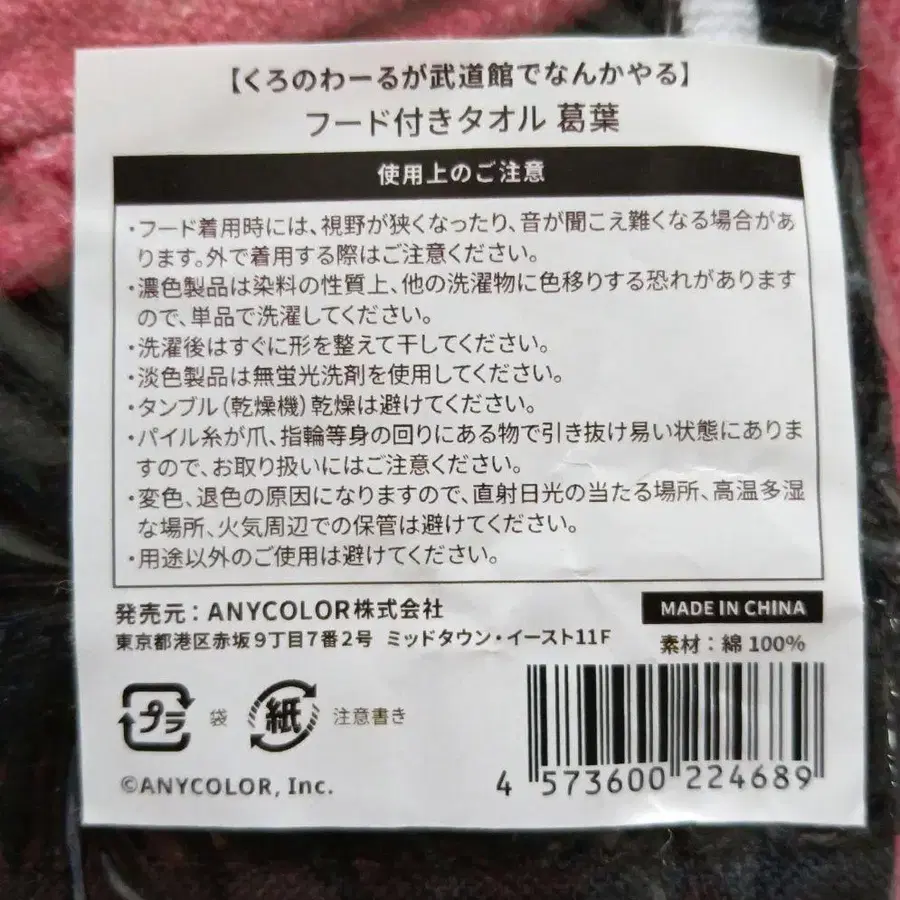 【くろのわーるが武道館でなんかやる】
フード付きタオル 葛葉
使用上のご注意
・フード着用時には、視野が狭くなったり、音が聞こえ難くなる場合があ
ります。外で着用する際はご注意ください。
・濃色製品は染料の性質上、他の洗濯物に色移りする恐れがあります
ので、単品で洗濯してください。
・洗濯後はすぐに形を整えて干してください。
・淡色製品は無蛍光洗剤を使用してください。
・タンブル(乾燥機)乾燥は避けてください。
・パイル糸が爪、指輪等身の回りにある物で引き抜け易い状態にありま
すので、お取り扱いにはご注意ください。
・変色、退色の原因になりますので、直射日光の当たる場所、高温多湿
な場所、火気周辺での保管は避けてください。
・用途以外のご使用は避けてください。
発売元：ANYCOLOR株式会社
MADE IN CHINA
東京都港区赤坂9丁目7番2号 ミッドタウン・イースト11F
素材：綿 100%
プラ 袋 紙 注意書き
©ANYCOLOR, Inc.
4 573600 224689